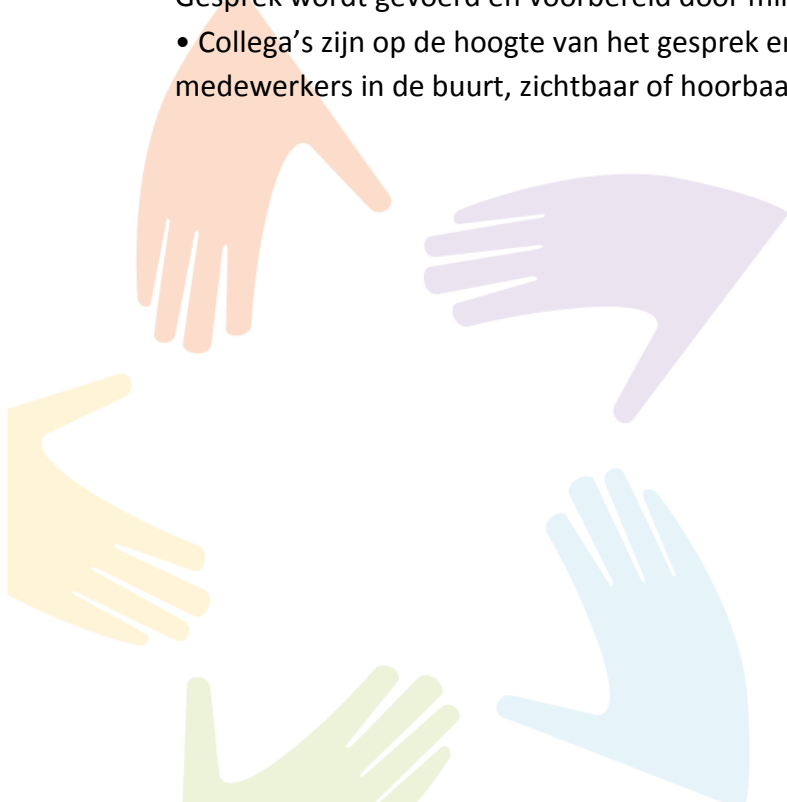 Gesprek wordt gevoerd en voorbereid door
• Collega’s zijn op de hoogte van het gesprek
medewerkers in de buurt, zichtbaar of